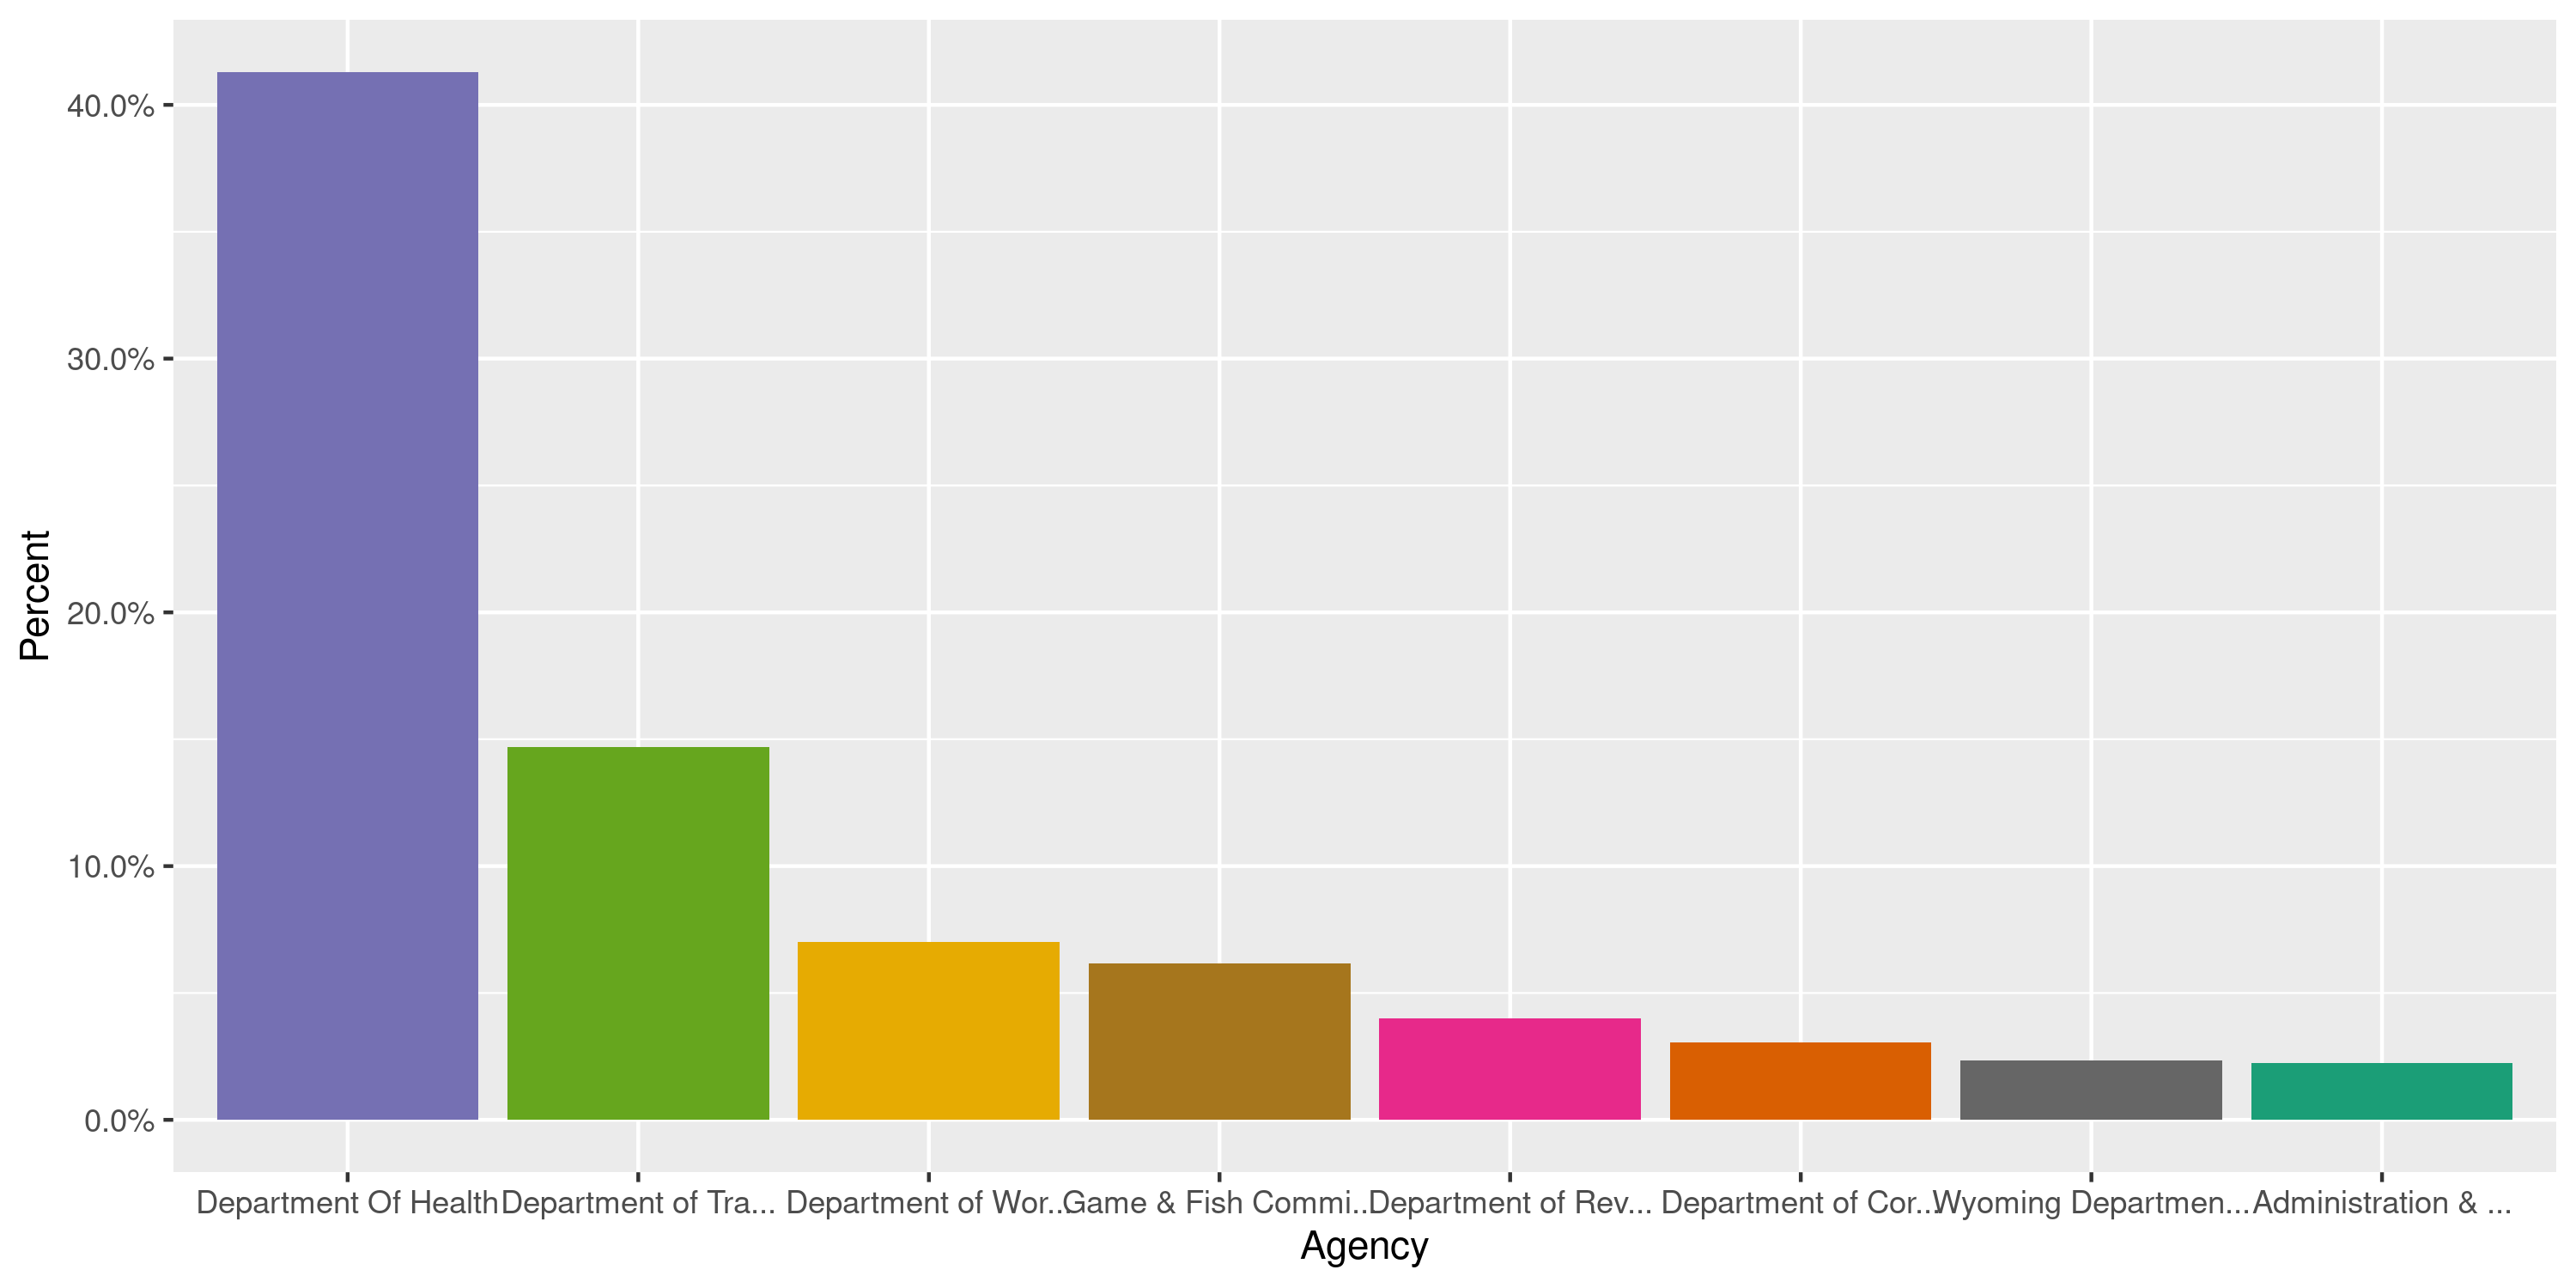 Percent
40.0%
30.0%
20.0%
10.0%
0.0%
Department Of Health
Department of Tra...
Department of Wor...
Game & Fish Commi...
Department of Rev...
Department of Cor...
Wyoming Departmen...
Administration & ...
Agency